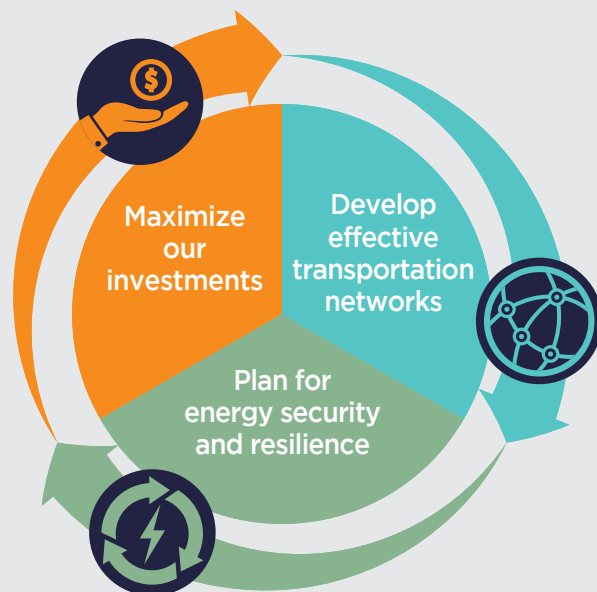 $
Maximize
our
investments
Develop
effective
transportation
networks
Plan for
energy security
and resilience